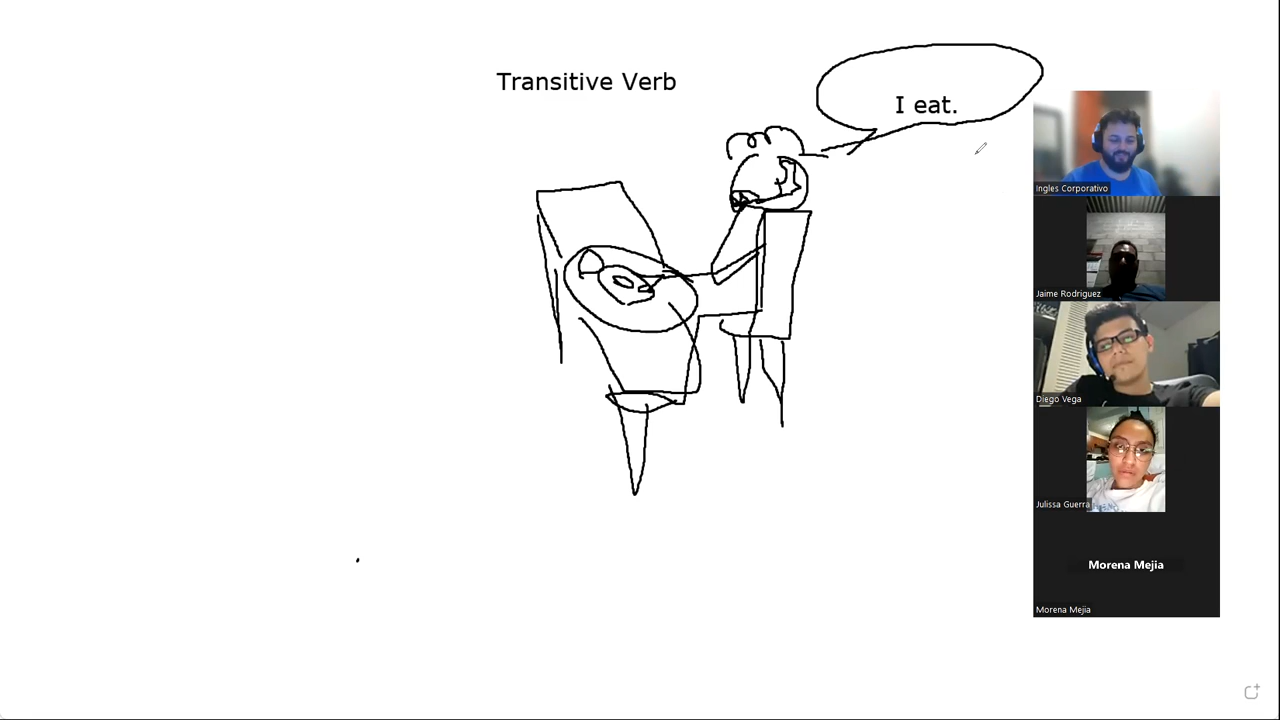 Transitive Verb
I eat.
Ingles Corporativo
Jaime Rodriguez
Diego Vega
Julissa Guerra
Morena Mejia
Morena Mejia